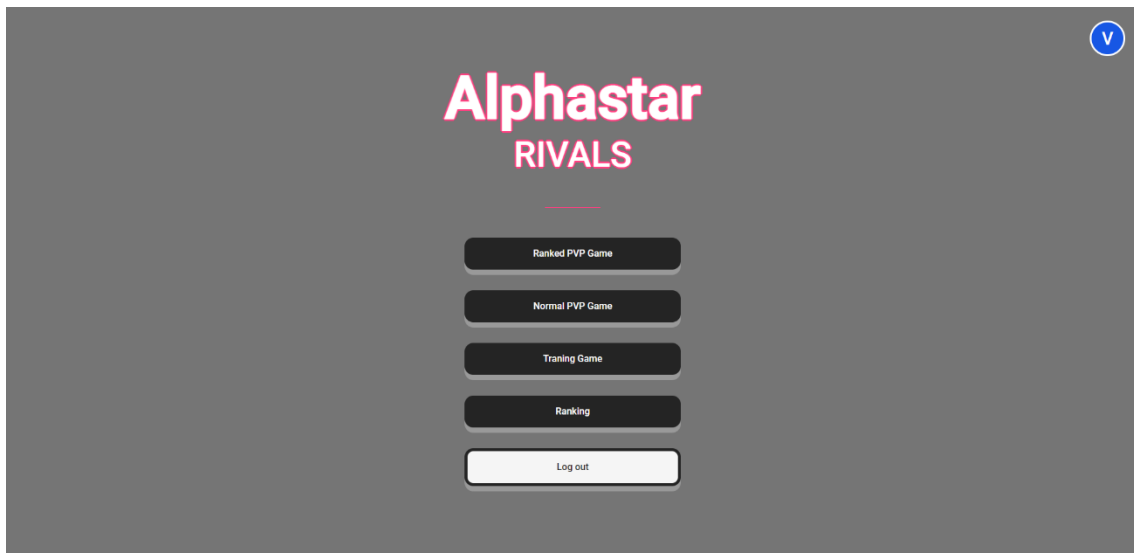 V
Alphastar
RIVALS
Ranked PVP Game
Normal PVP Game
Traning Game
Ranking
Log out